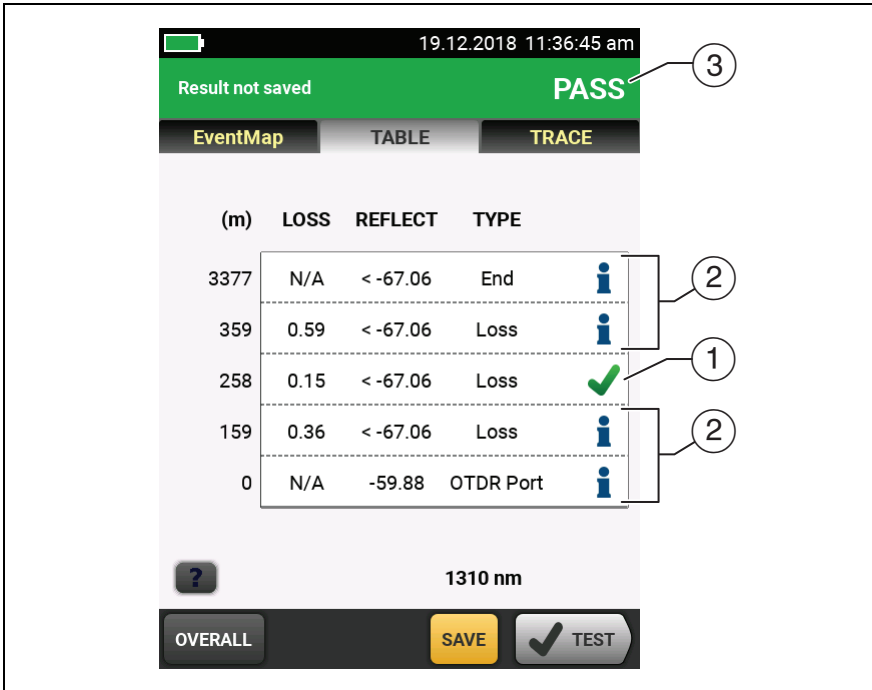 19.12.2018 11:36:45 am
Result not saved PASS
3
EventMap TABLE TRACE
(m) LOSS REFLECT TYPE
3377 N/A < -67.06 End
2
359 0.59 < -67.06 Loss
258 0.15 < -67.06 Loss
1
159 0.36 < -67.06 Loss
2
0 N/A -59.88 OTDR Port
? 1310 nm
OVERALL SAVE TEST